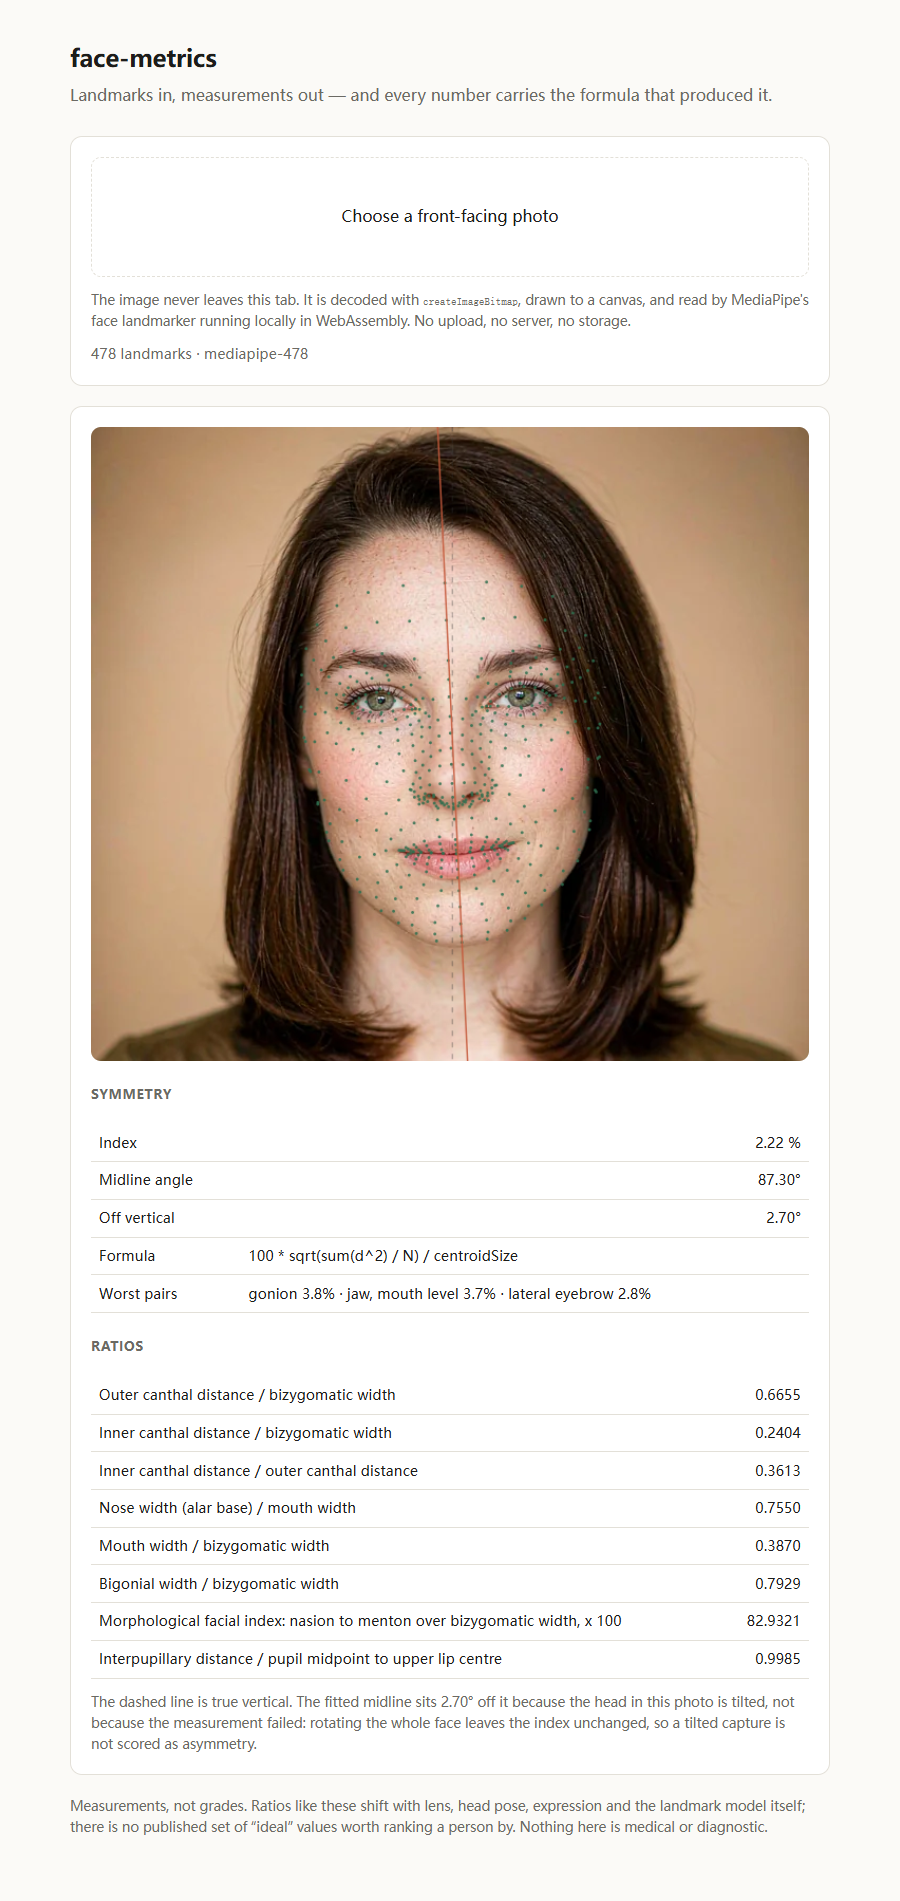 face-metrics
Landmarks in, measurements out — and every number carries the formula that produced it.
Choose a front-facing photo
The image never leaves this tab. It is decoded with createImageBitmap, drawn to a canvas, and read by MediaPipe's
face landmarker running locally in WebAssembly. No upload, no server, no storage.
478 landmarks · mediapipe-478
SYMMETRY
Index 2.22 %
Midline angle 87.30°
Off vertical 2.70°
Formula 100 * sqrt(sum(d^2) / N) / centroidSize
Worst pairs gonion 3.8% · jaw, mouth level 3.7% · lateral eyebrow 2.8%
RATIOS
Outer canthal distance / bizygomatic width 0.6655
Inner canthal distance / bizygomatic width 0.2404
Inner canthal distance / outer canthal distance 0.3613
Nose width (alar base) / mouth width 0.7550
Mouth width / bizygomatic width 0.3870
Bigonial width / bizygomatic width 0.7929
Morphological facial index: nasion to menton over bizygomatic width, x 100 82.9321
Interpupillary distance / pupil midpoint to upper lip centre 0.9985
The dashed line is true vertical. The fitted midline sits 2.70° off it because the head in this photo is tilted, not
because the measurement failed: rotating the whole face leaves the index unchanged, so a tilted capture is
not scored as asymmetry.
Measurements, not grades. Ratios like these shift with lens, head pose, expression and the landmark model itself;
there is no published set of “ideal” values worth ranking a person by. Nothing here is medical or diagnostic.